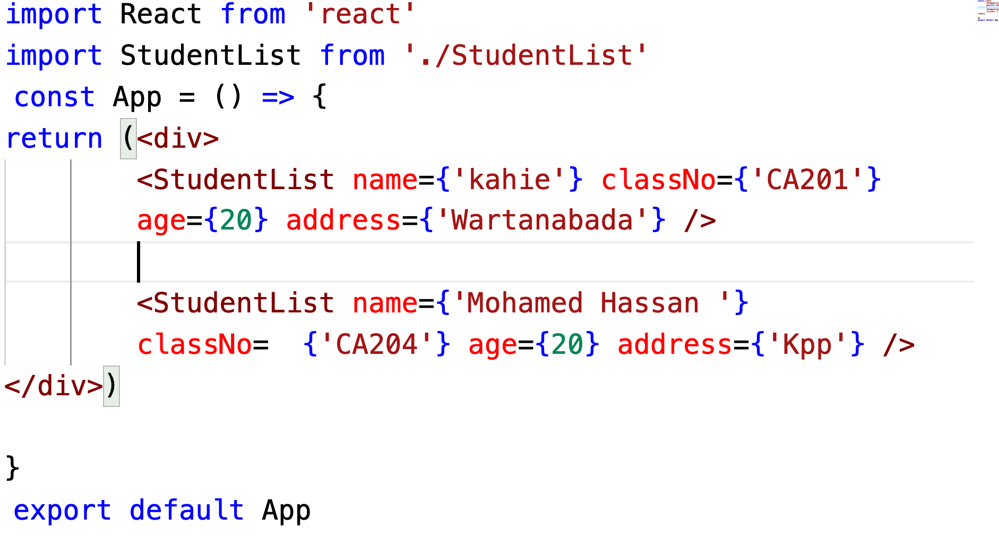 import React from 'react'
import StudentList from './StudentList'
 const App = () => {
return (<div>
        <StudentList name={'kahie'} classNo={'CA201'}
        age={20} address={'Wartanabada'} />
        <StudentList name={'Mohamed Hassan '}
        classNo=  {'CA204'} age={20} address={'Kpp'} />
</div>)
}
 export default App